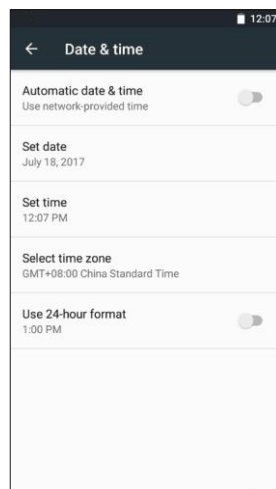 12:07
Date & time
Automatic date & time
Use network-provided time
Set date
July 18, 2017
Set time
12:07 PM
Select time zone
GMT+08:00 China Standard Time
Use 24-hour format
1:00 PM